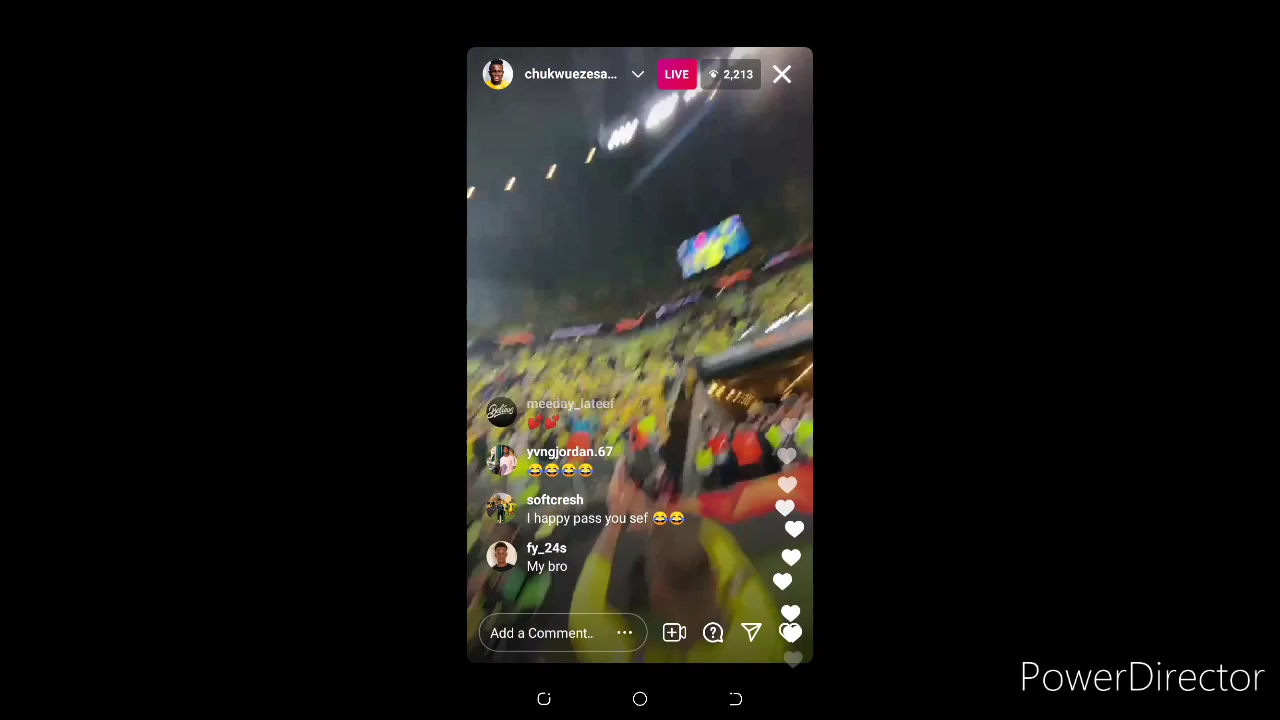 chukwuezesa...
LIVE
2,213
meeday_lateef
💕💕
yvngjordan.67
😂😂😂😂
softcresh
I happy pass you sef 😂😂
fy_24s
My bro
Add a Comment..
PowerDirector